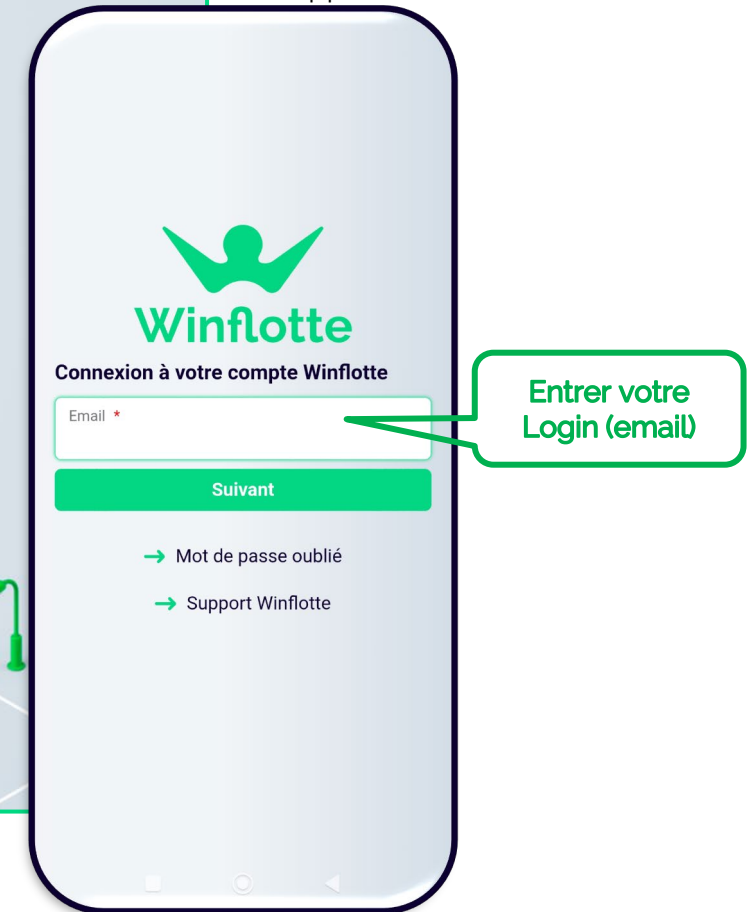 Winflotte
Connexion à votre compte Winflotte
Email *
Entrer votre
Login (email)
Suivant
→ Mot de passe oublié
→ Support Winflotte